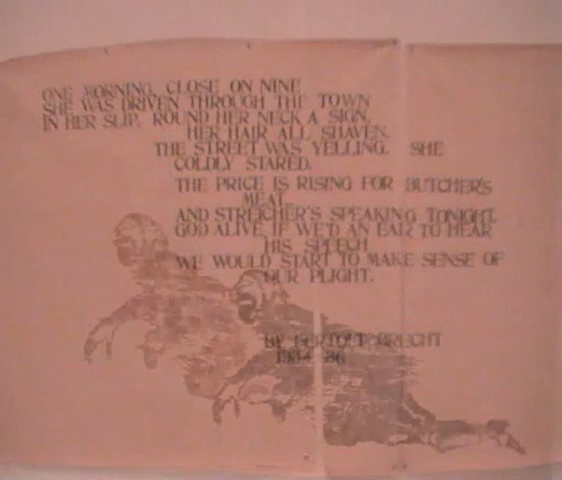 ONE MORNING, CLOSE ON NINE
SHE WAS DRIVEN THROUGH THE TOWN
IN HER SLIP, ROUND HER NECK A SIGN,
HER HAIR ALL SHAVEN.
THE STREET WAS YELLING. SHE
COLDLY STARED.
THE PRICE IS RISING FOR BUTCHER'S
MEAT.
AND STREICHER'S SPEAKING TONIGHT.
GOD ALIVE, IF WE'D AN EAR TO HEAR
HIS SPEECH
WE WOULD START TO MAKE SENSE OF
OUR PLIGHT.
BY BERTOLT BRECHT